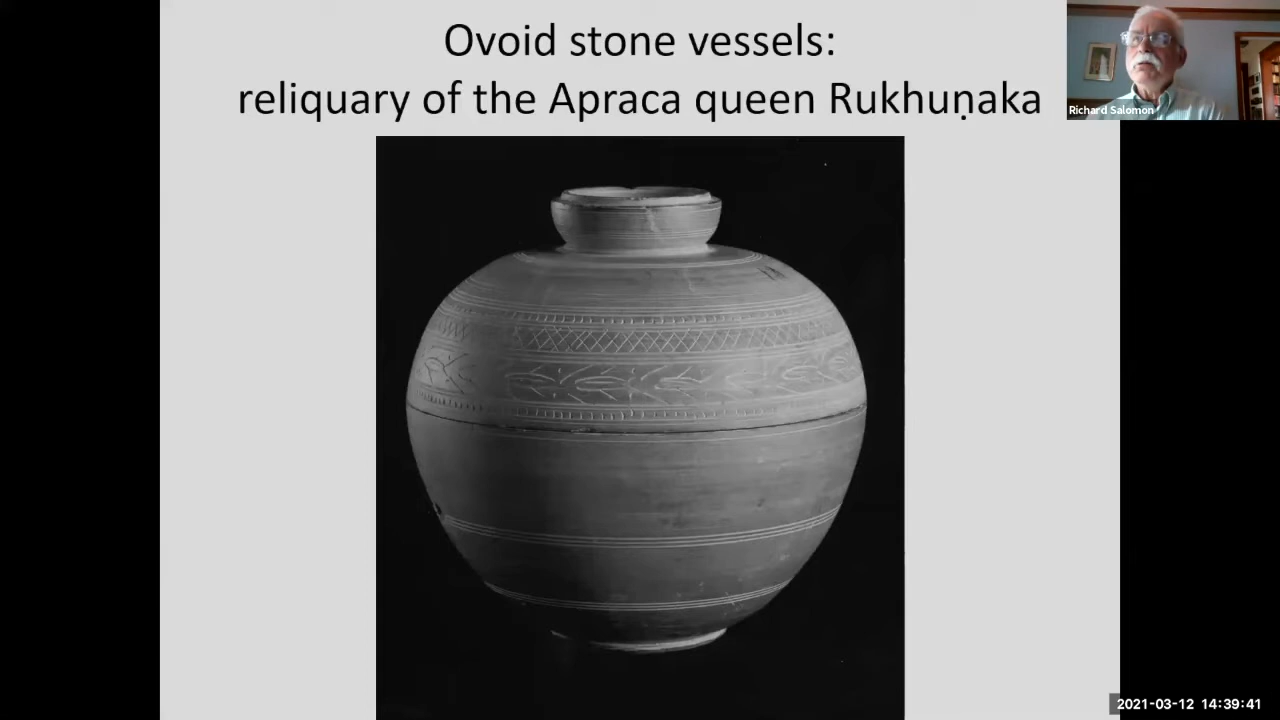 Ovoid stone vessels:
reliquary of the Apraca queen Rukhuṇaka
Richard Salomon
2021-03-12 14:39:41